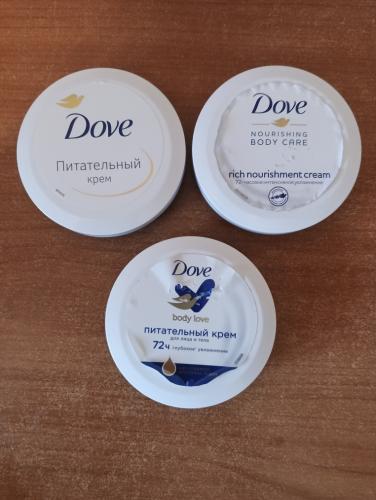 Dove
Питательный
крем
Dove
NOURISHING
BODY CARE
rich nourishment cream
Dove
body love
питательный крем
для лица и тела
72ч глубокое увлажнение